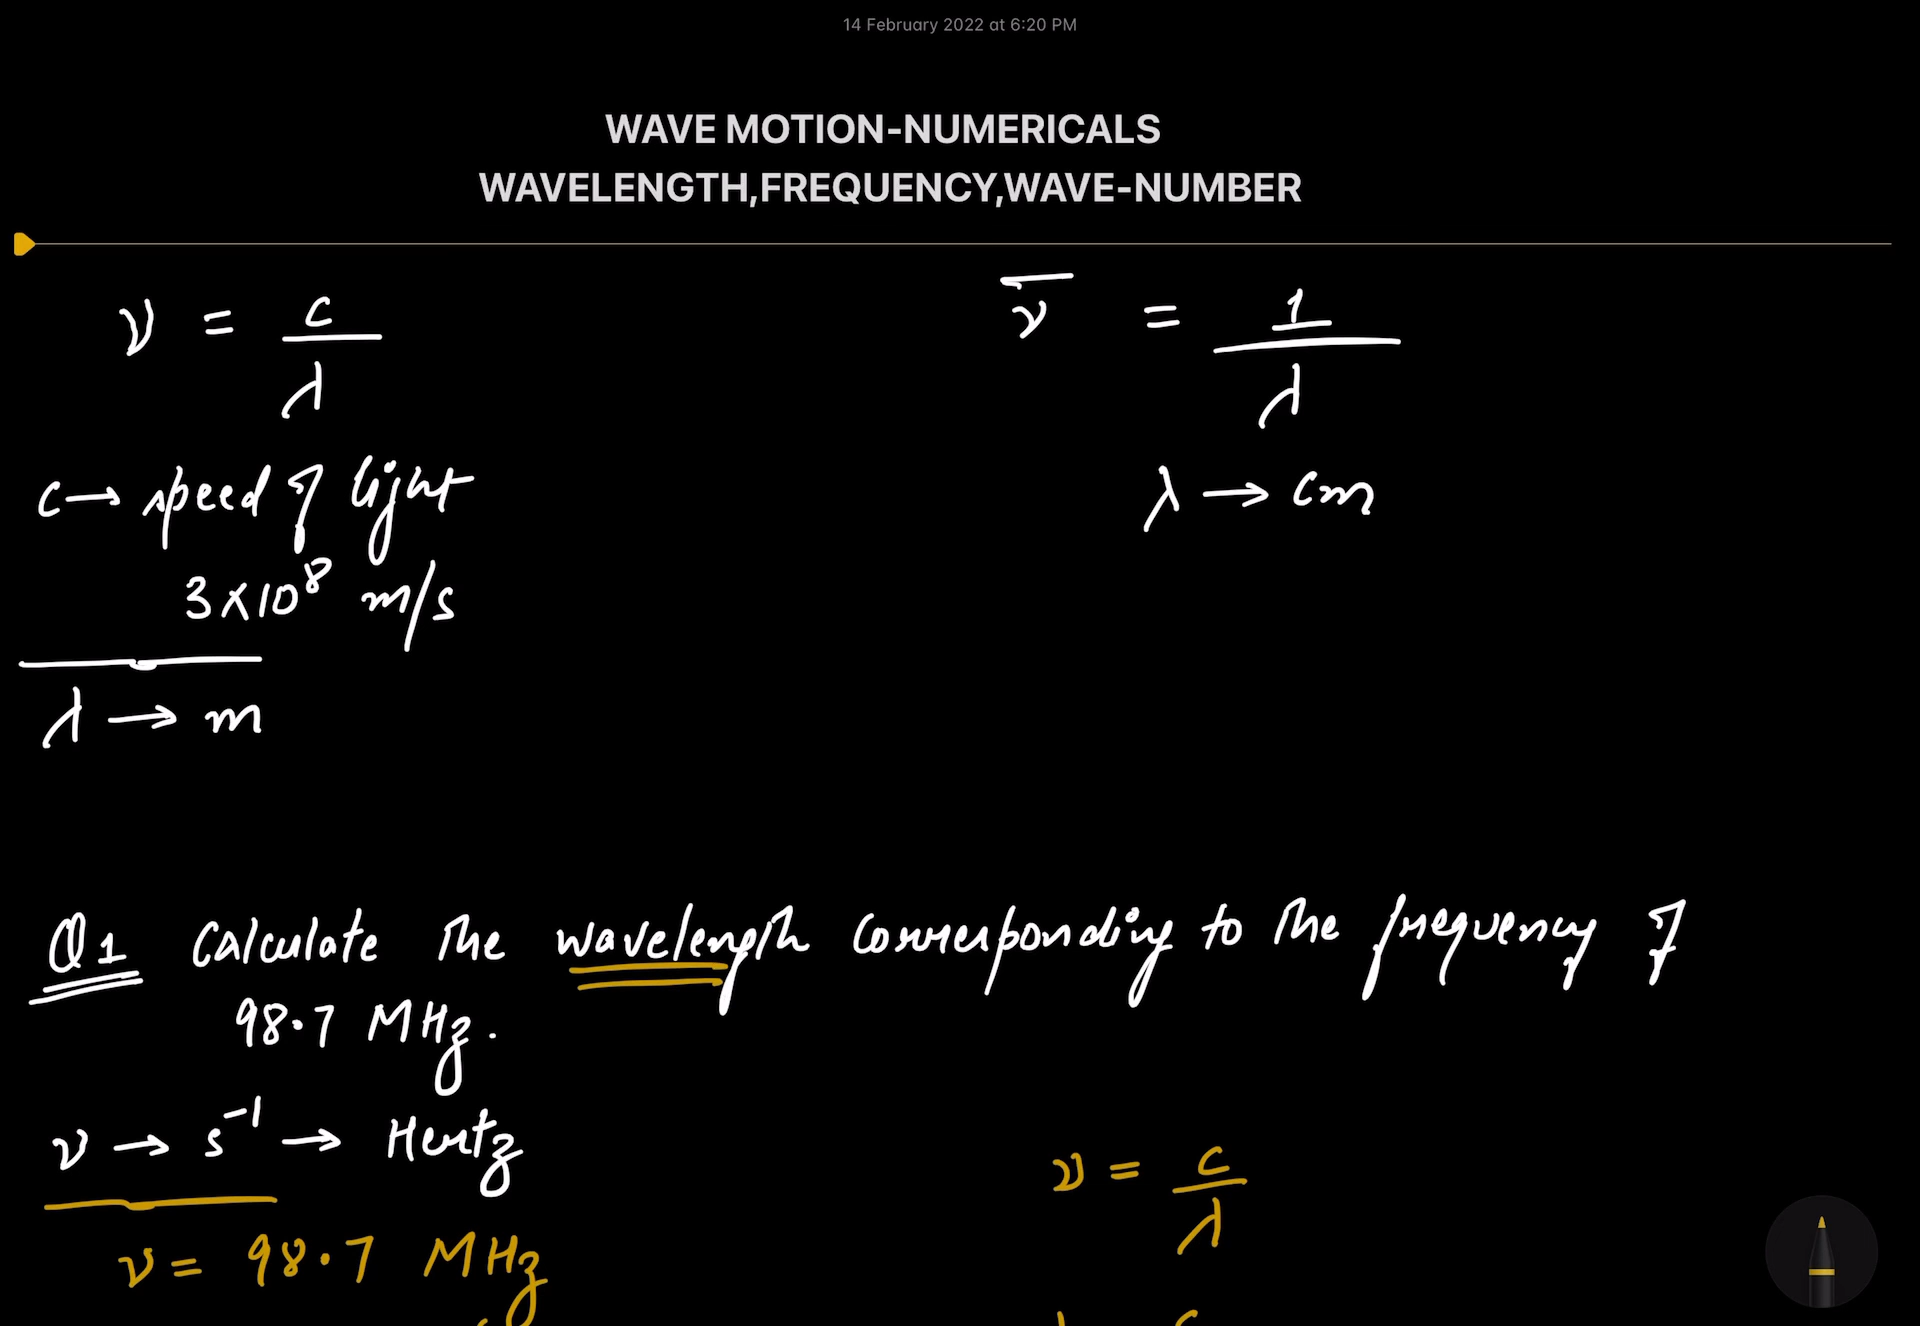 14 February 2022 at 6:20 PM
WAVE MOTION-NUMERICALS
WAVELENGTH,FREQUENCY,WAVE-NUMBER
ν = c/λ
c → speed of light
3×10⁸ m/s
λ → m
ν̅ = 1/λ
λ → cm
Q1 Calculate the wavelength corresponding to the frequency of
98.7 MHz.
ν → s⁻¹ → Hertz
ν = 98.7 MHz
ν = c/λ